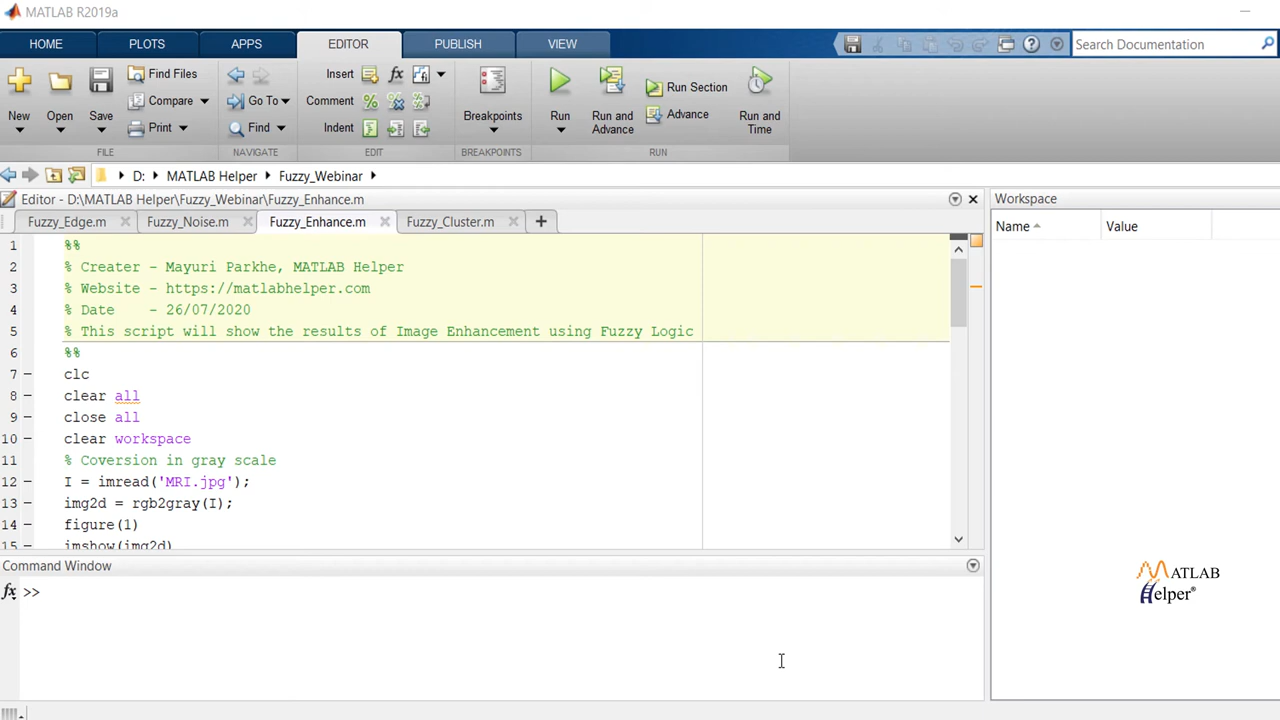 MATLAB R2019a
HOME PLOTS APPS EDITOR PUBLISH VIEW
Search Documentation
New Open Save
Find Files
Compare
Print
FILE
Go To
Find
NAVIGATE
Insert fx
Comment
Indent
EDIT
Breakpoints
BREAKPOINTS
Run
Run and Advance
Run Section
Advance
Run and Time
RUN
D: MATLAB Helper Fuzzy_Webinar
Editor - D:\MATLAB Helper\Fuzzy_Webinar\Fuzzy_Enhance.m
Fuzzy_Edge.m Fuzzy_Noise.m Fuzzy_Enhance.m Fuzzy_Cluster.m
1 %%
2 % Creater - Mayuri Parkhe, MATLAB Helper
3 % Website - https://matlabhelper.com
4 % Date - 26/07/2020
5 % This script will show the results of Image Enhancement using Fuzzy Logic
6 %%
7 - clc
8 - clear all
9 - close all
10 - clear workspace
11 % Coversion in gray scale
12 - I = imread('MRI.jpg');
13 - img2d = rgb2gray(I);
14 - figure(1)
15 - imshow(img2d)
Command Window
fx >>
Workspace
Name Value
MATLAB
Helper®